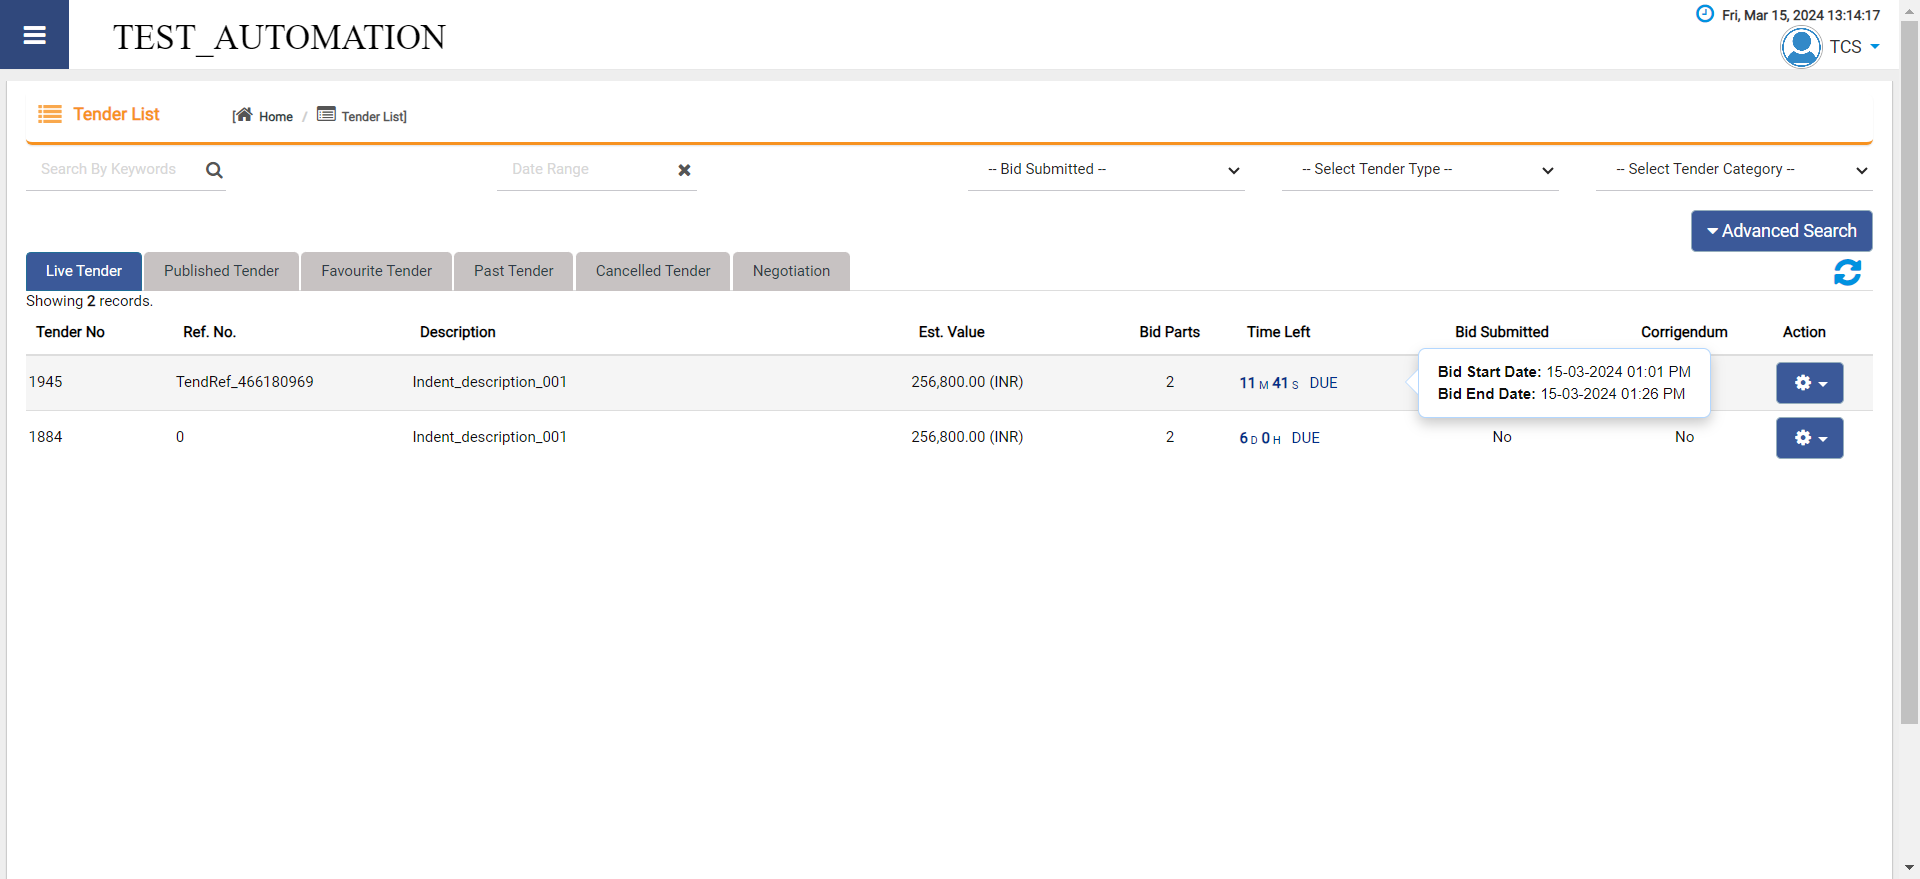 Fri, Mar 15, 2024 13:14:17
TEST_AUTOMATION
TCS
Tender List
[ Home / Tender List]
Search By Keywords
Date Range
-- Bid Submitted --
-- Select Tender Type --
-- Select Tender Category --
Advanced Search
Live Tender Published Tender Favourite Tender Past Tender Cancelled Tender Negotiation
Showing 2 records.
Tender No Ref. No. Description Est. Value Bid Parts Time Left Bid Submitted Corrigendum Action
1945 TendRef_466180969 Indent_description_001 256,800.00 (INR) 2 11 M 41 S DUE
Bid Start Date: 15-03-2024 01:01 PM
Bid End Date: 15-03-2024 01:26 PM
1884 0 Indent_description_001 256,800.00 (INR) 2 6 D 0 H DUE No No